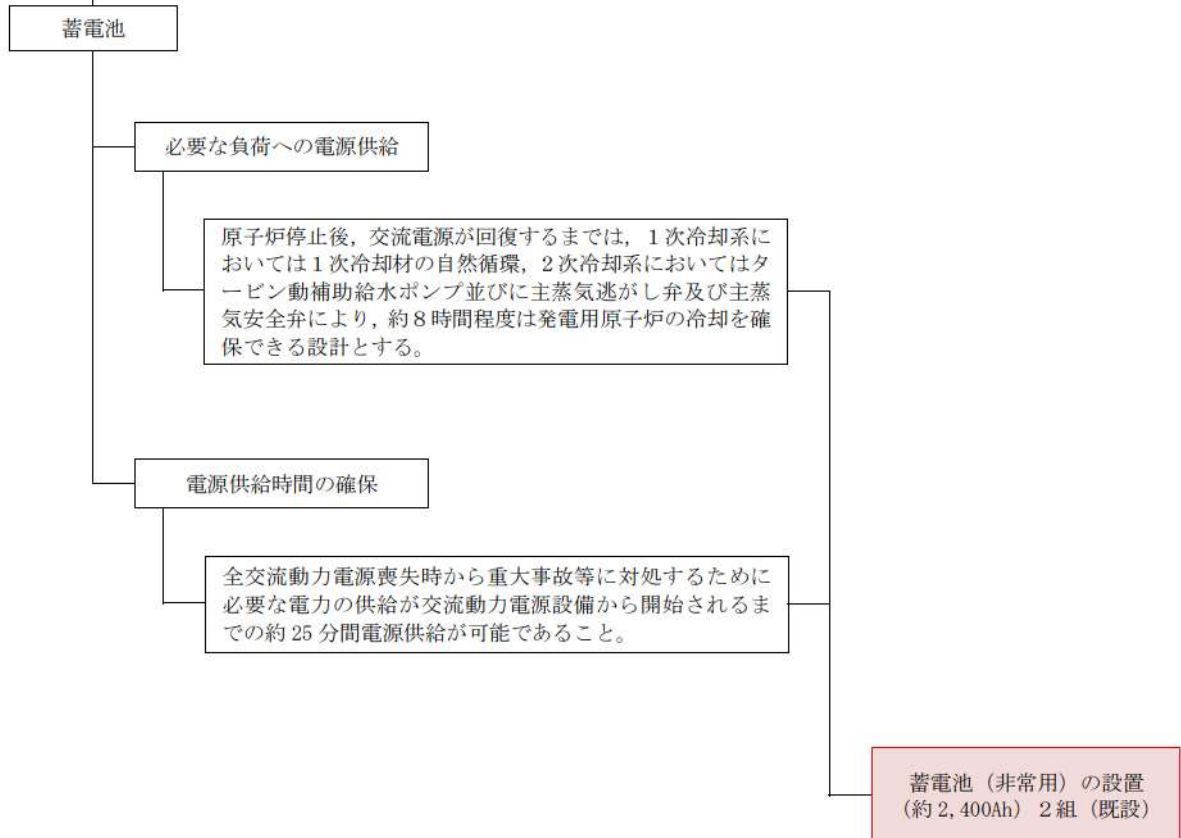 蓄電池
必要な負荷への電源供給
原子炉停止後，交流電源が回復するまでは，１次冷却系に
おいては１次冷却材の自然循環，２次冷却系においてはタ
ービン動補助給水ポンプ並びに主蒸気逃がし弁及び主蒸
気安全弁により，約８時間程度は発電用原子炉の冷却を確
保できる設計とする。
電源供給時間の確保
全交流動力電源喪失時から重大事故等に対処するために
必要な電力の供給が交流動力電源設備から開始されるま
での約 25 分間電源供給が可能であること。
蓄電池（非常用）の設置
（約 2,400Ah）２組（既設）